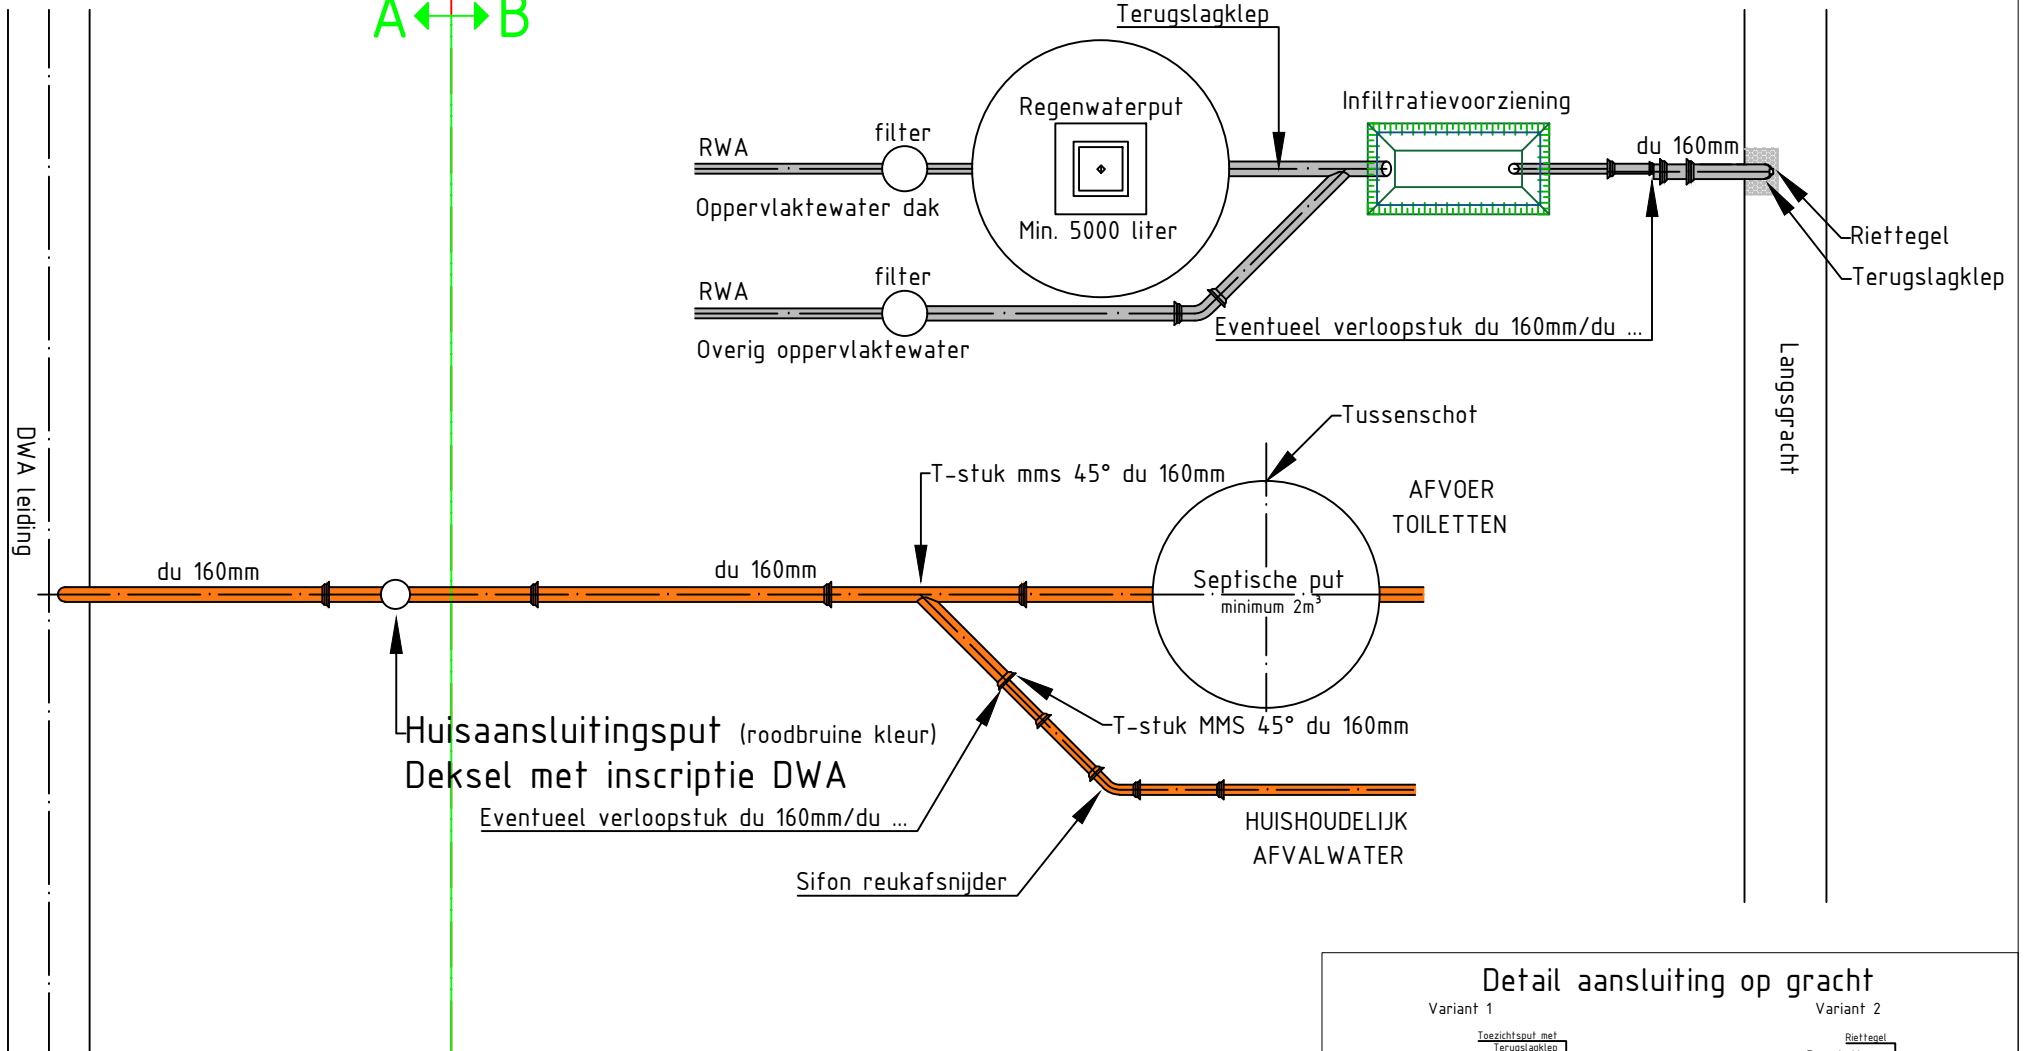 A B
Terugslagklep
Regenwaterput
Infiltratievoorziening
filter
RWA
du 160mm
Oppervlaktewater dak
Min. 5000 liter
Riettegel
Terugslagklep
filter
RWA
Eventueel verloopstuk du 160mm/du ...
Overig oppervlaktewater
Langsgracht
DWA leiding
Tussenschot
T-stuk mms 45° du 160mm
AFVOER
TOILETTEN
du 160mm
du 160mm
Septische put
minimum 2m³
Huisaansluitingsput (roodbruine kleur)
Deksel met inscriptie DWA
T-stuk MMS 45° du 160mm
Eventueel verloopstuk du 160mm/du ...
HUISHOUDELIJK
AFVALWATER
Sifon reukafsnijder
Detail aansluiting op gracht
Variant 1
Variant 2
Toezichtsput met
Terugslagklep
Riettegel